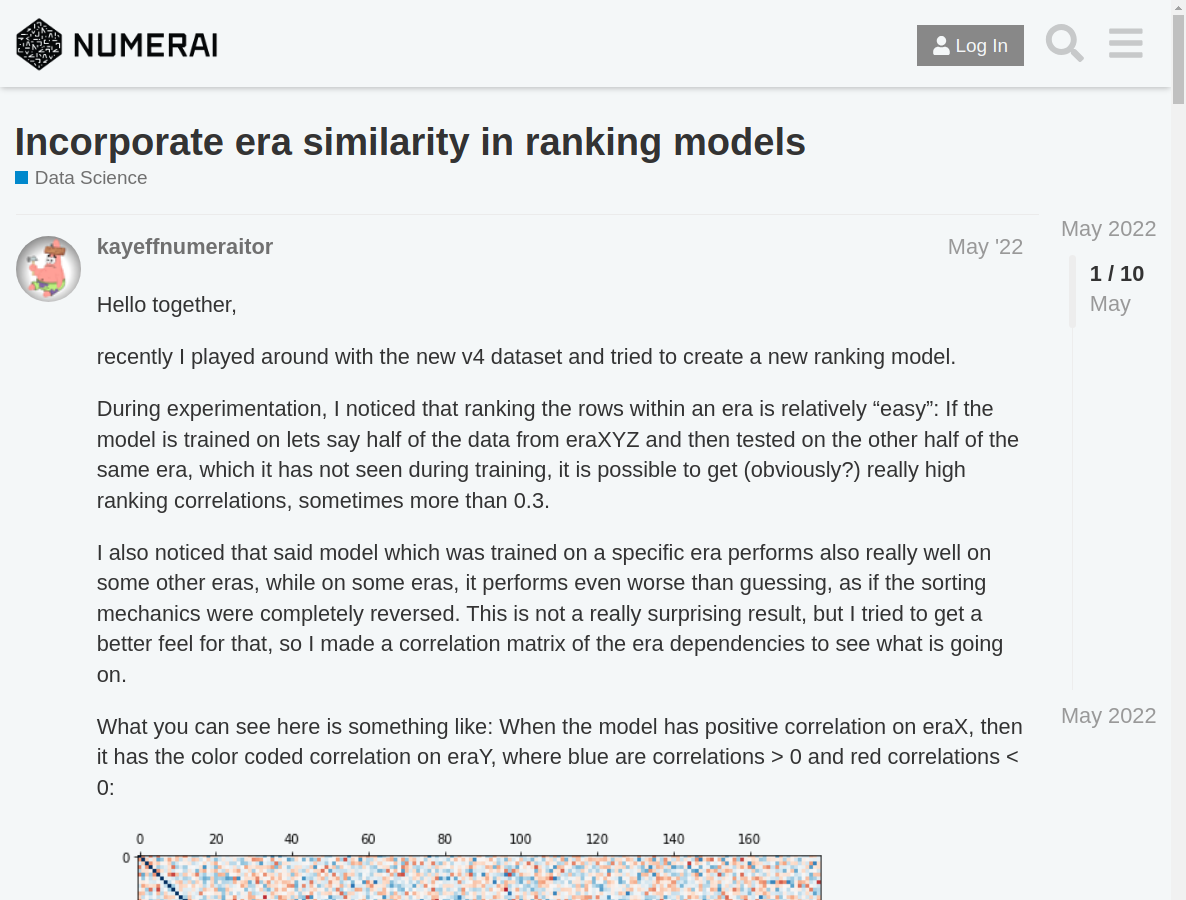 NUMERAI
Log In
Incorporate era similarity in ranking models
Data Science
kayeffnumeraitor
May '22
Hello together,
recently I played around with the new v4 dataset and tried to create a new ranking model.
During experimentation, I noticed that ranking the rows within an era is relatively “easy”: If the
model is trained on lets say half of the data from eraXYZ and then tested on the other half of the
same era, which it has not seen during training, it is possible to get (obviously?) really high
ranking correlations, sometimes more than 0.3.
I also noticed that said model which was trained on a specific era performs also really well on
some other eras, while on some eras, it performs even worse than guessing, as if the sorting
mechanics were completely reversed. This is not a really surprising result, but I tried to get a
better feel for that, so I made a correlation matrix of the era dependencies to see what is going
on.
What you can see here is something like: When the model has positive correlation on eraX, then
it has the color coded correlation on eraY, where blue are correlations > 0 and red correlations <
0:
0 20 40 60 80 100 120 140 160
0
May 2022
1 / 10
May
May 2022